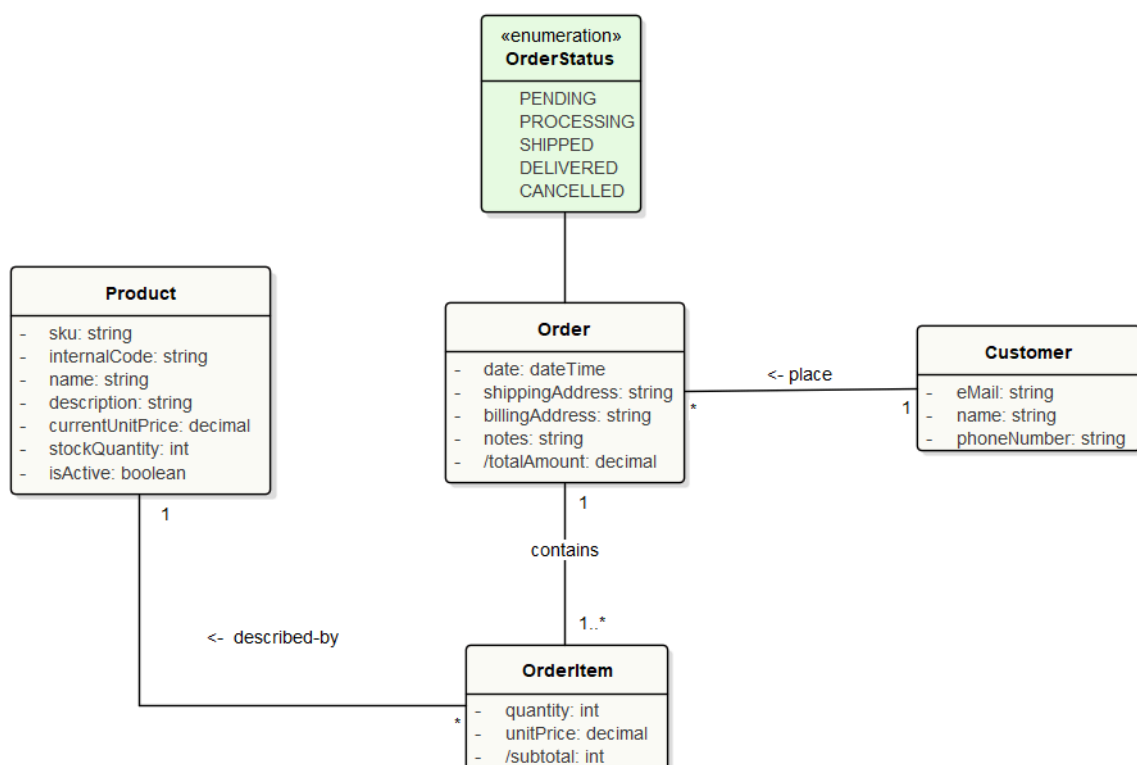 «enumeration»
OrderStatus
PENDING
PROCESSING
SHIPPED
DELIVERED
CANCELLED
Product
- sku: string
- internalCode: string
- name: string
- description: string
- currentUnitPrice: decimal
- stockQuantity: int
- isActive: boolean
Order
- date: dateTime
- shippingAddress: string
- billingAddress: string
- notes: string
- /totalAmount: decimal
<- place
*
1
Customer
- eMail: string
- name: string
- phoneNumber: string
1
1
contains
1..*
<- described-by
*
OrderItem
- quantity: int
- unitPrice: decimal
- /subtotal: int